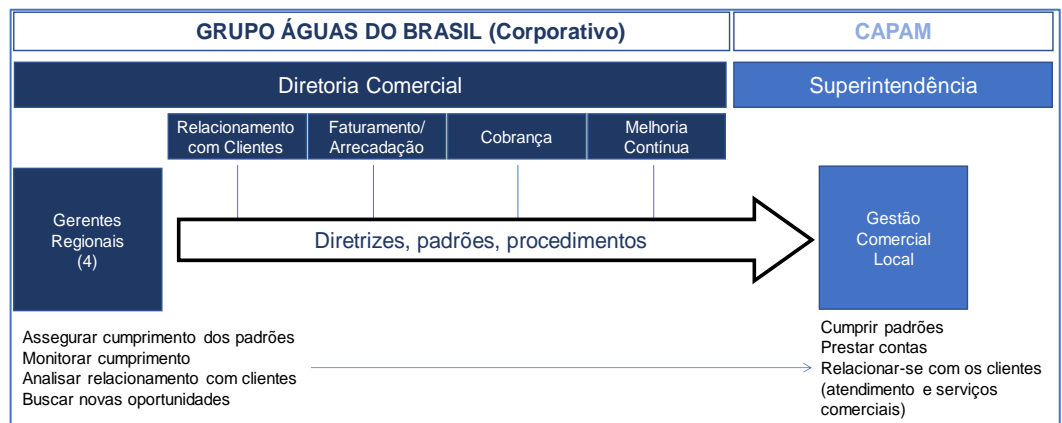 GRUPO ÁGUAS DO BRASIL (Corporativo)
CAPAM
Diretoria Comercial
Superintendência
Relacionamento
com Clientes
Faturamento/
Arrecadação
Cobrança
Melhoria
Contínua
Gerentes
Regionais
(4)
Diretrizes, padrões, procedimentos
Gestão
Comercial
Local
Assegurar cumprimento dos padrões
Monitorar cumprimento
Analisar relacionamento com clientes
Buscar novas oportunidades
Cumprir padrões
Prestar contas
Relacionar-se com os clientes
(atendimento e serviços
comerciais)